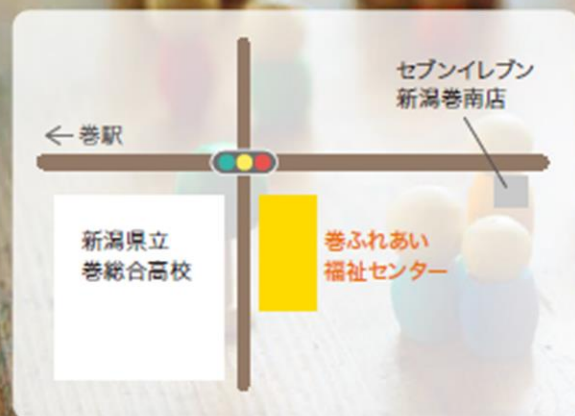 セブンイレブン
新潟巻南店
← 巻駅
新潟県立
巻総合高校
巻ふれあい
福祉センター